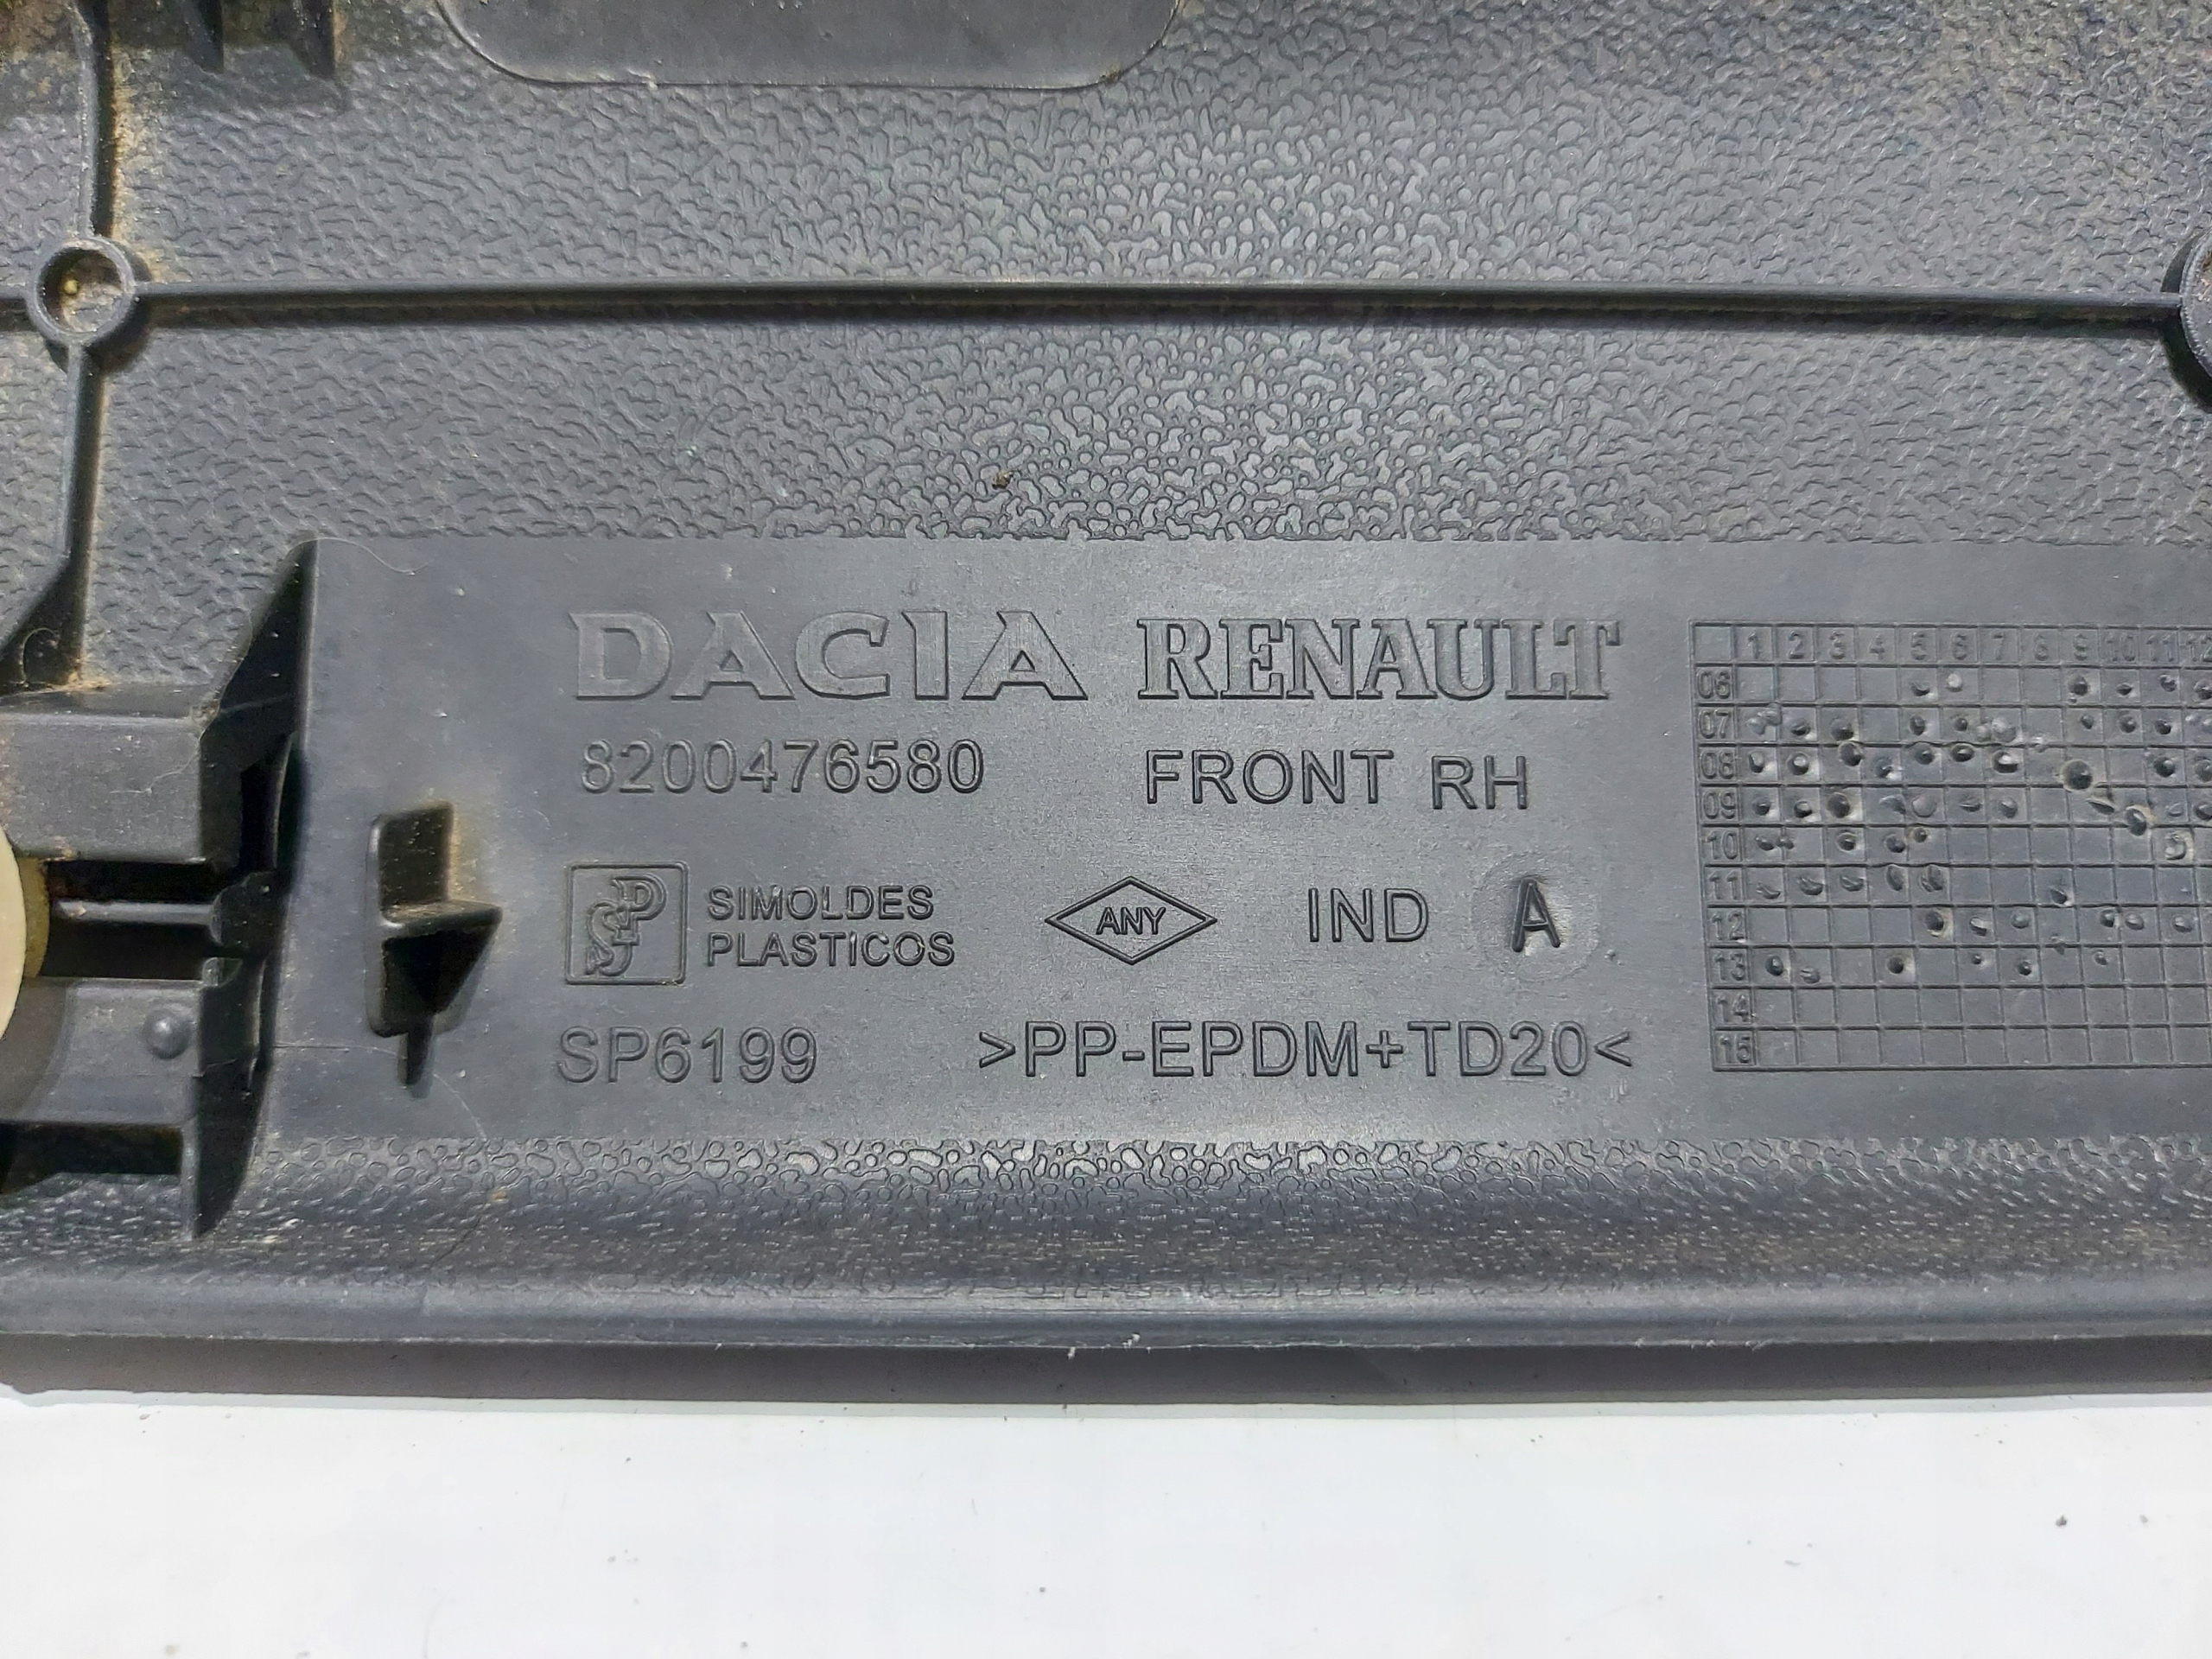 DACIA RENAULT
8200476580 FRONT RH
SIMOLDES
PLASTICOS
ANY
IND A
SP6199 >PP-EPDM+TD20<
1 2 3 4 5 6 7 8 9 10 11 12
06
07
08
09
10
11
12
13
14
15